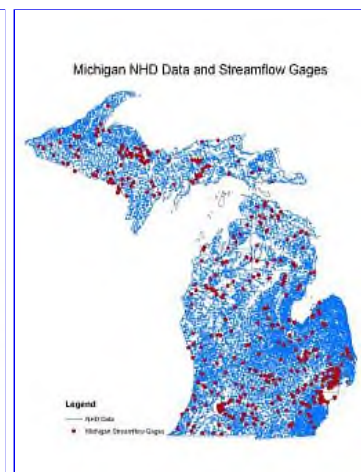 Michigan NHD Data and Streamflow Gages
Legend
NHD Data
Michigan Streamflow Gages